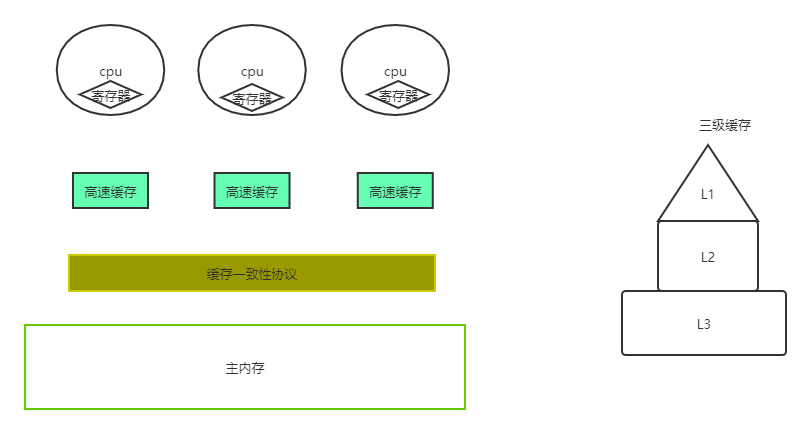 cpu
寄存器
cpu
寄存器
cpu
寄存器
高速缓存
高速缓存
高速缓存
缓存一致性协议
主内存
三级缓存
L1
L2
L3